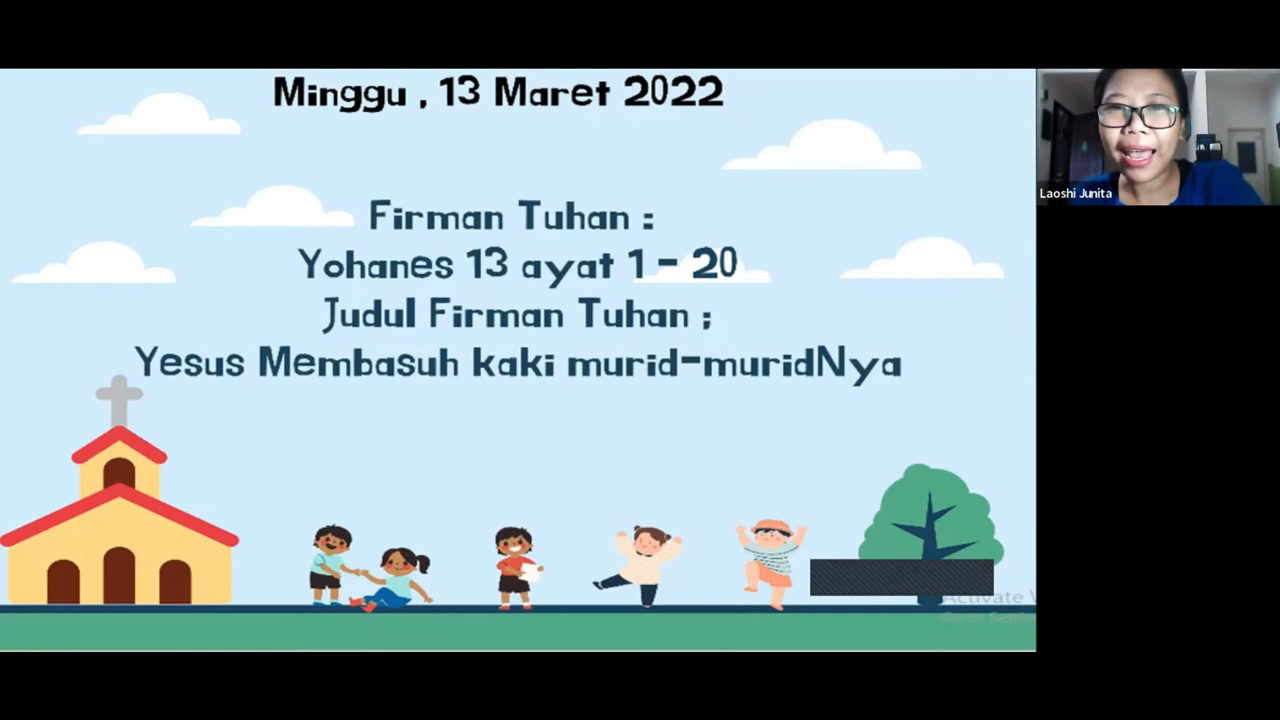 Minggu , 13 Maret 2022
Firman Tuhan :
Yohanes 13 ayat 1 - 20
Judul Firman Tuhan ;
Yesus Membasuh kaki murid-muridNya
Laoshi Junita
Activate